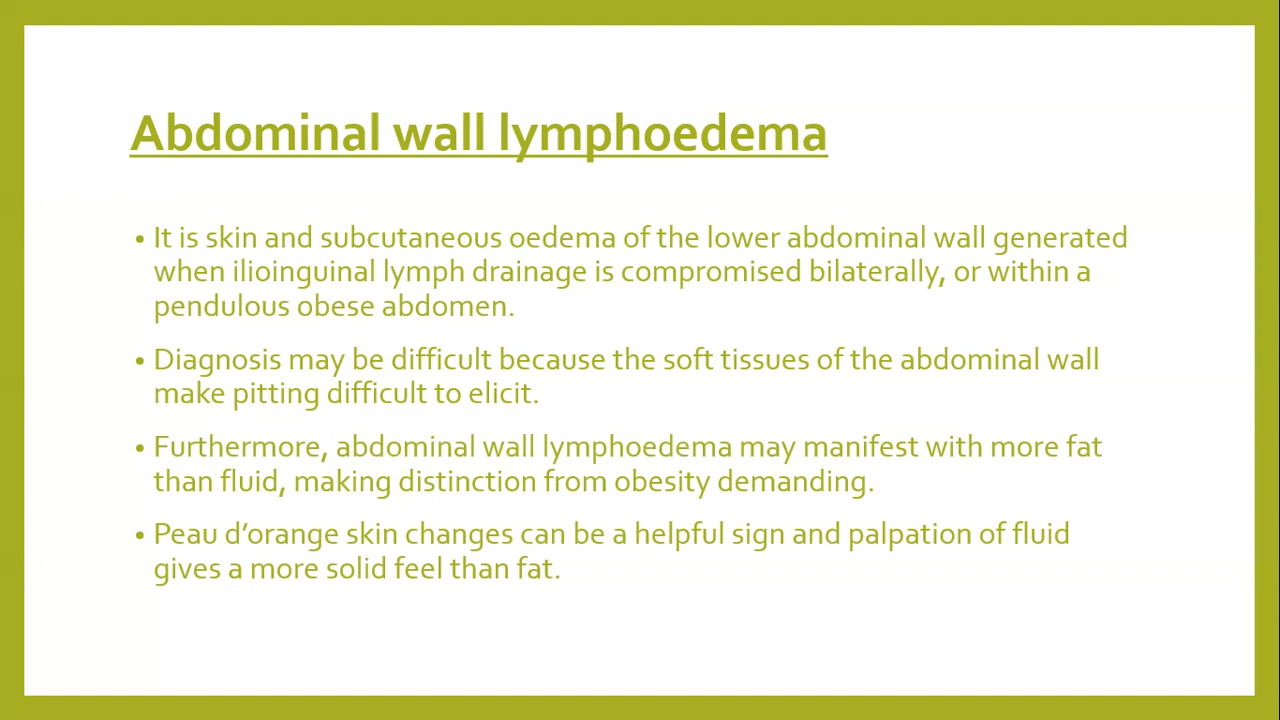 Abdominal wall lymphoedema
• It is skin and subcutaneous oedema of the lower abdominal wall generated
when ilioinguinal lymph drainage is compromised bilaterally, or within a
pendulous obese abdomen.
• Diagnosis may be difficult because the soft tissues of the abdominal wall
make pitting difficult to elicit.
• Furthermore, abdominal wall lymphoedema may manifest with more fat
than fluid, making distinction from obesity demanding.
• Peau d’orange skin changes can be a helpful sign and palpation of fluid
gives a more solid feel than fat.